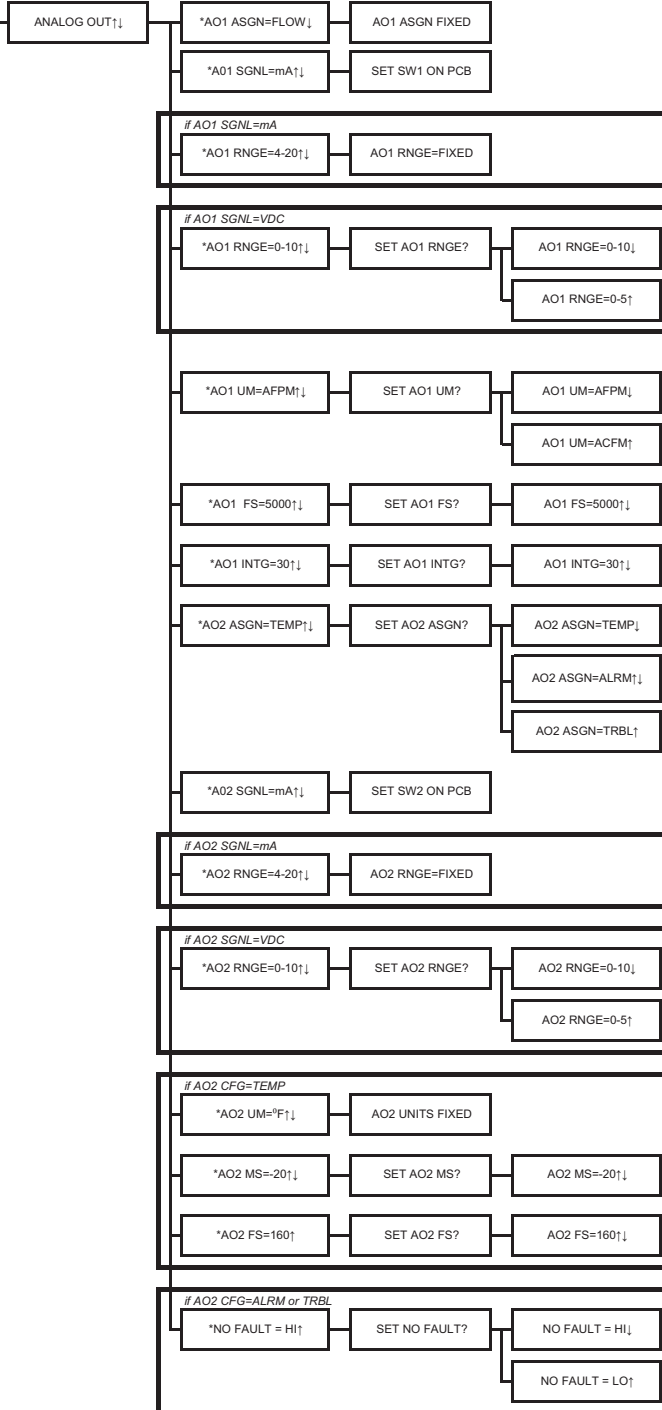 ANALOG OUT↑↓
*AO1 ASGN=FLOW↓
AO1 ASGN FIXED
*A01 SGNL=mA↑↓
SET SW1 ON PCB
if AO1 SGNL=mA
*AO1 RNGE=4-20↑↓
AO1 RNGE=FIXED
if AO1 SGNL=VDC
*AO1 RNGE=0-10↑↓
SET AO1 RNGE?
AO1 RNGE=0-10↓
AO1 RNGE=0-5↑
*AO1 UM=AFPM↑↓
SET AO1 UM?
AO1 UM=AFPM↓
AO1 UM=ACFM↑
*AO1 FS=5000↑↓
SET AO1 FS?
AO1 FS=5000↑↓
*AO1 INTG=30↑↓
SET AO1 INTG?
AO1 INTG=30↑↓
*AO2 ASGN=TEMP↑↓
SET AO2 ASGN?
AO2 ASGN=TEMP↓
AO2 ASGN=ALRM↑↓
AO2 ASGN=TRBL↑
*A02 SGNL=mA↑↓
SET SW2 ON PCB
if AO2 SGNL=mA
*AO2 RNGE=4-20↑↓
AO2 RNGE=FIXED
if AO2 SGNL=VDC
*AO2 RNGE=0-10↑↓
SET AO2 RNGE?
AO2 RNGE=0-10↓
AO2 RNGE=0-5↑
if AO2 CFG=TEMP
*AO2 UM=ºF↑↓
AO2 UNITS FIXED
*AO2 MS=-20↑↓
SET AO2 MS?
AO2 MS=-20↑↓
*AO2 FS=160↑
SET AO2 FS?
AO2 FS=160↑↓
if AO2 CFG=ALRM or TRBL
*NO FAULT = HI↑
SET NO FAULT?
NO FAULT = HI↓
NO FAULT = LO↑